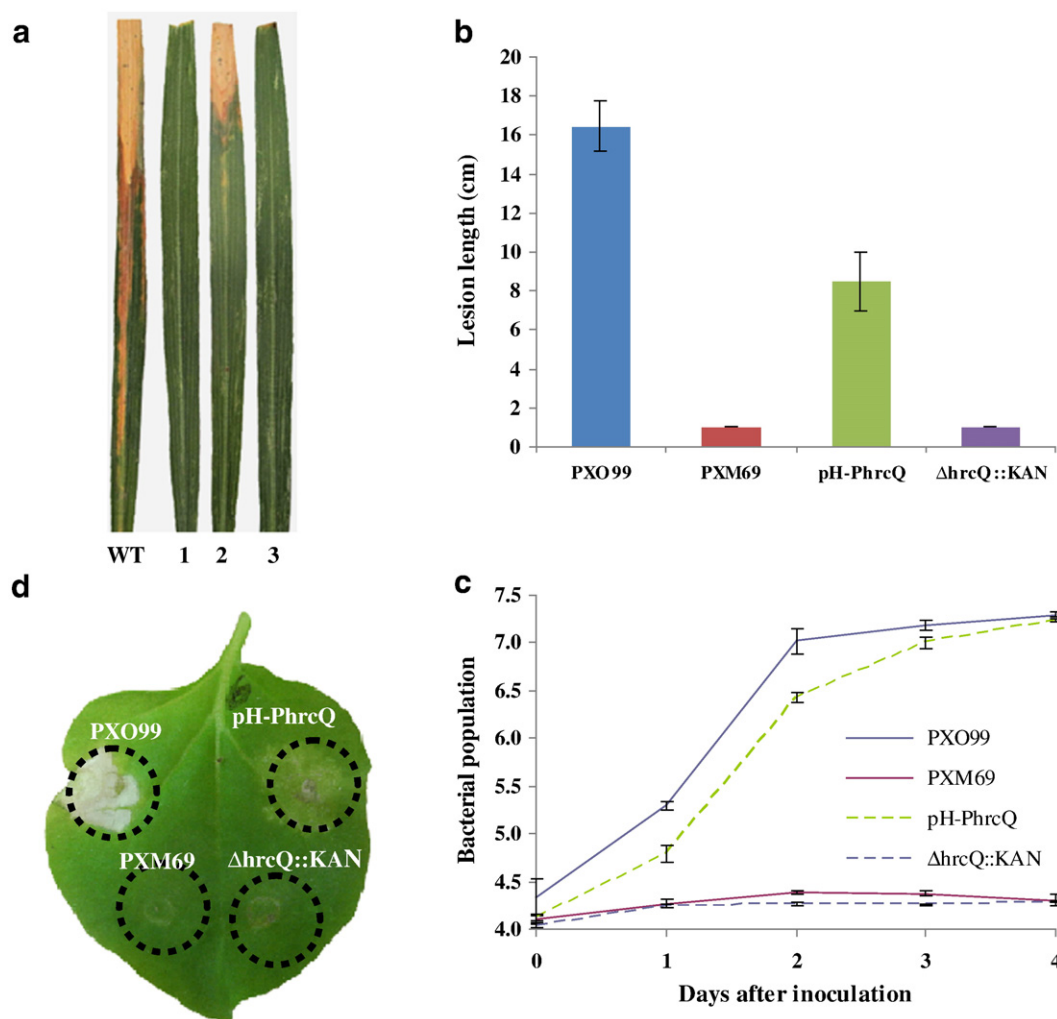 a
WT 1 2 3
b
Lesion length (cm)
20
18
16
14
12
10
8
6
4
2
0
PXO99 PXM69 pH-PhrcQ ΔhrcQ::KAN
d
PXO99
pH-PhrcQ
PXM69
ΔhrcQ::KAN
c
Bacterial population
7.5
7.0
6.5
6.0
5.5
5.0
4.5
4.0
PXO99
PXM69
pH-PhrcQ
ΔhrcQ::KAN
0 1 2 3 4
Days after inoculation